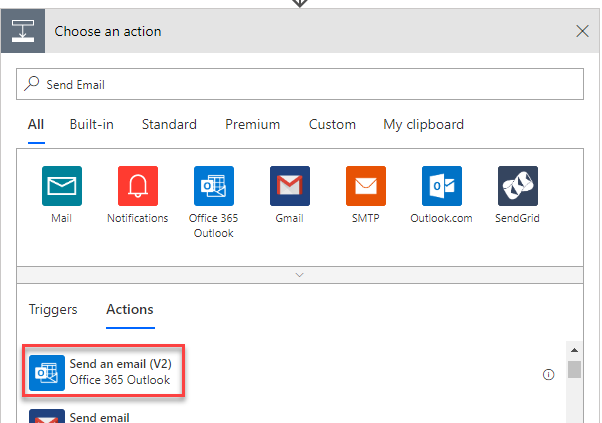 Choose an action
Send Email
All Built-in Standard Premium Custom My clipboard
Mail Notifications Office 365 Outlook Gmail SMTP Outlook.com SendGrid
Triggers Actions
Send an email (V2)
Office 365 Outlook
Send email